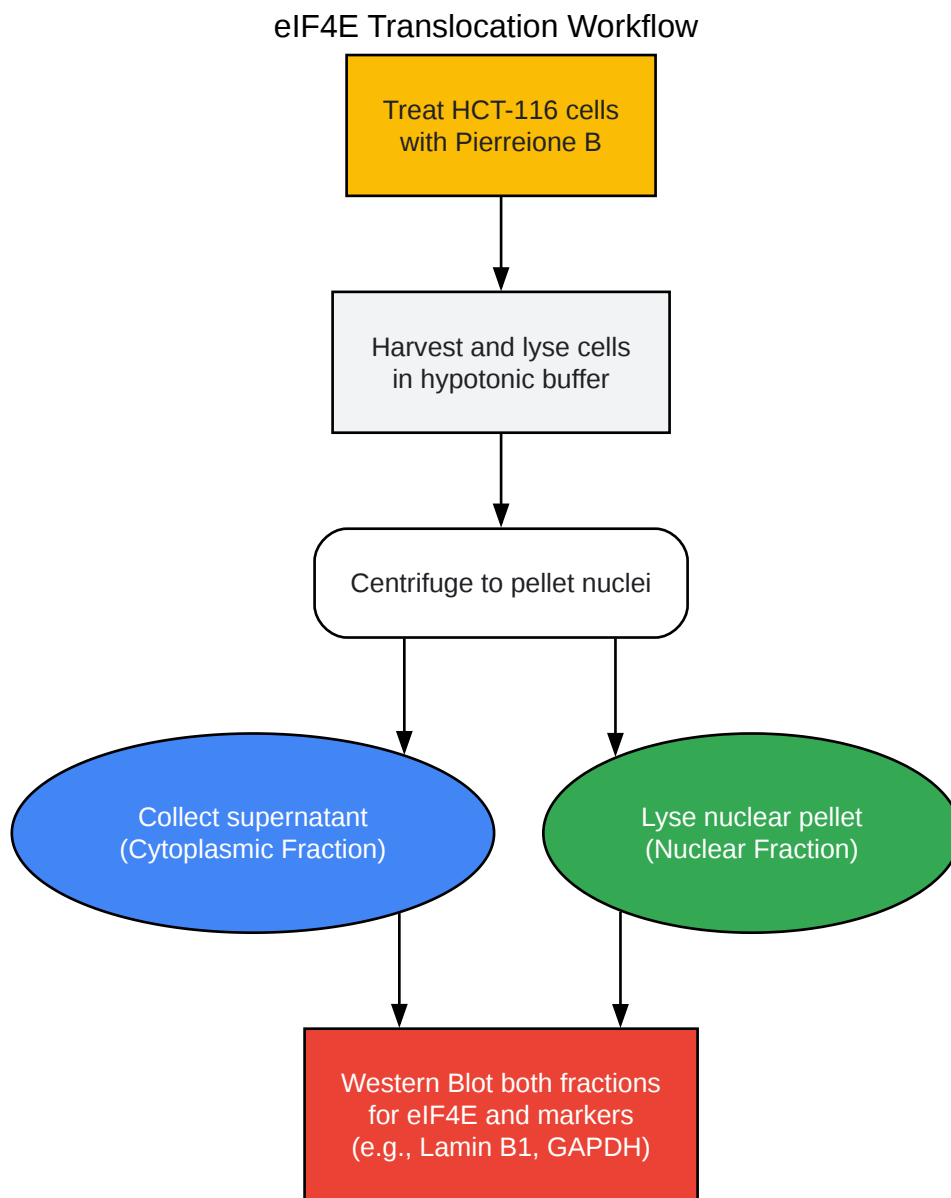 eIF4E Translocation Workflow
Treat HCT-116 cells
with Pierreione B
Harvest and lyse cells
in hypotonic buffer
Centrifuge to pellet nuclei
Collect supernatant
(Cytoplasmic Fraction)
Lyse nuclear pellet
(Nuclear Fraction)
Western Blot both fractions
for eIF4E and markers
(e.g., Lamin B1, GAPDH)